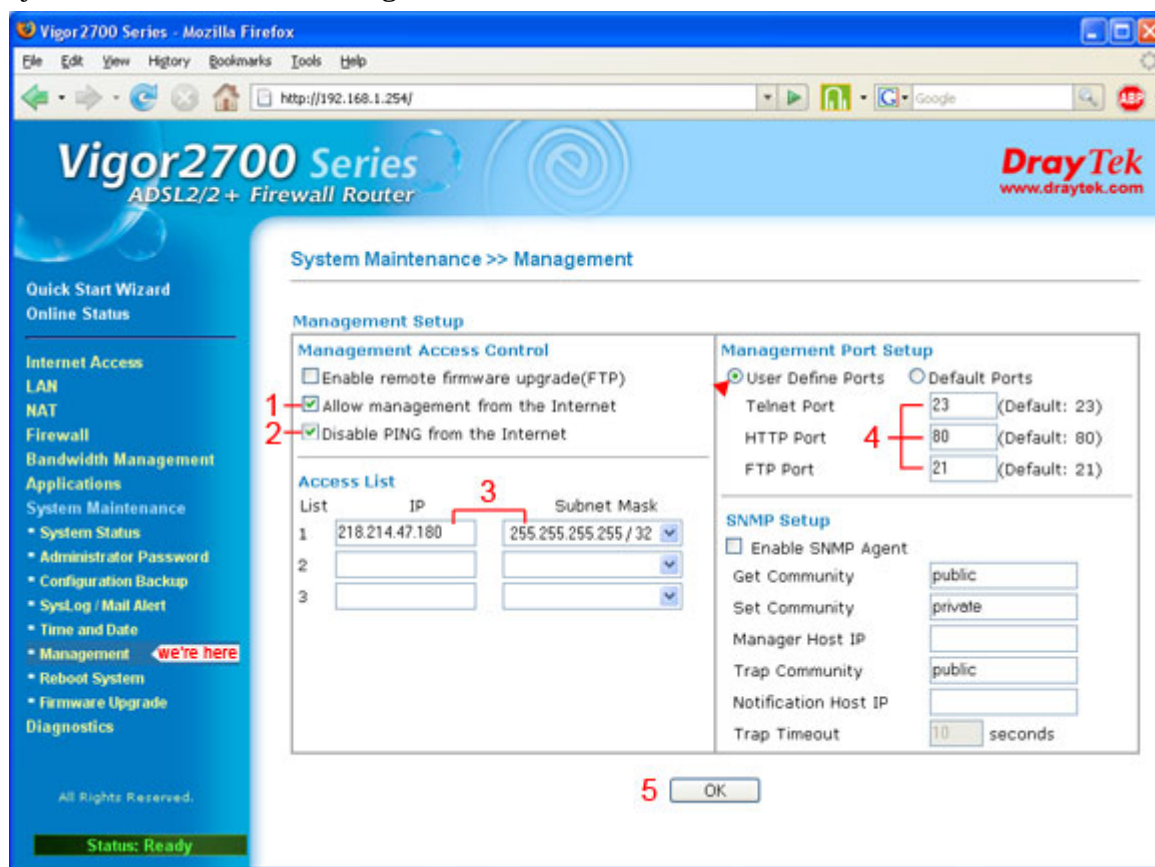 Vigor2700 Series - Mozilla Firefox
File Edit View History Bookmarks Tools Help
http://192.168.1.254/
G Google
ABP
Vigor2700 Series
ADSL2/2+ Firewall Router
DrayTek
www.draytek.com
Quick Start Wizard
Online Status
Internet Access
LAN
NAT
Firewall
Bandwidth Management
Applications
System Maintenance
System Status
Administrator Password
Configuration Backup
SysLog / Mail Alert
Time and Date
Management we're here
Reboot System
Firmware Upgrade
Diagnostics
All Rights Reserved.
Status: Ready
System Maintenance >> Management
Management Setup
Management Access Control
Enable remote firmware upgrade(FTP)
1 Allow management from the Internet
2 Disable PING from the Internet
Access List
3
List IP Subnet Mask
1 218.214.47.180 255.255.255.255 / 32
2
3
Management Port Setup
User Define Ports Default Ports
Telnet Port 23 (Default: 23)
HTTP Port 4 80 (Default: 80)
FTP Port 21 (Default: 21)
SNMP Setup
Enable SNMP Agent
Get Community public
Set Community private
Manager Host IP
Trap Community public
Notification Host IP
Trap Timeout 10 seconds
5 OK